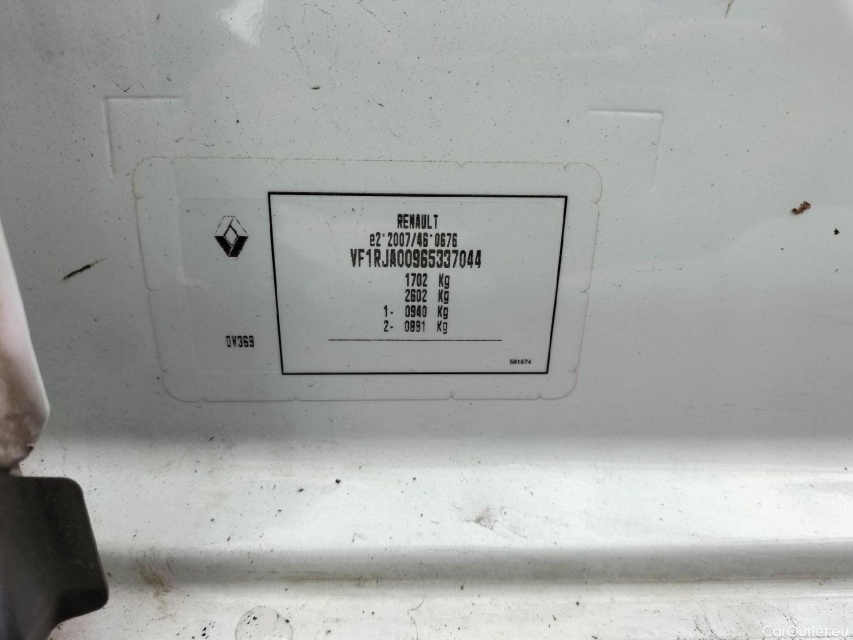 RENAULT
e2*2007/46*0676
VF1RJA00965337044
1702 Kg
2602 Kg
1- 0940 Kg
2- 0891 Kg
DV369
581674
CarOutlet.eu